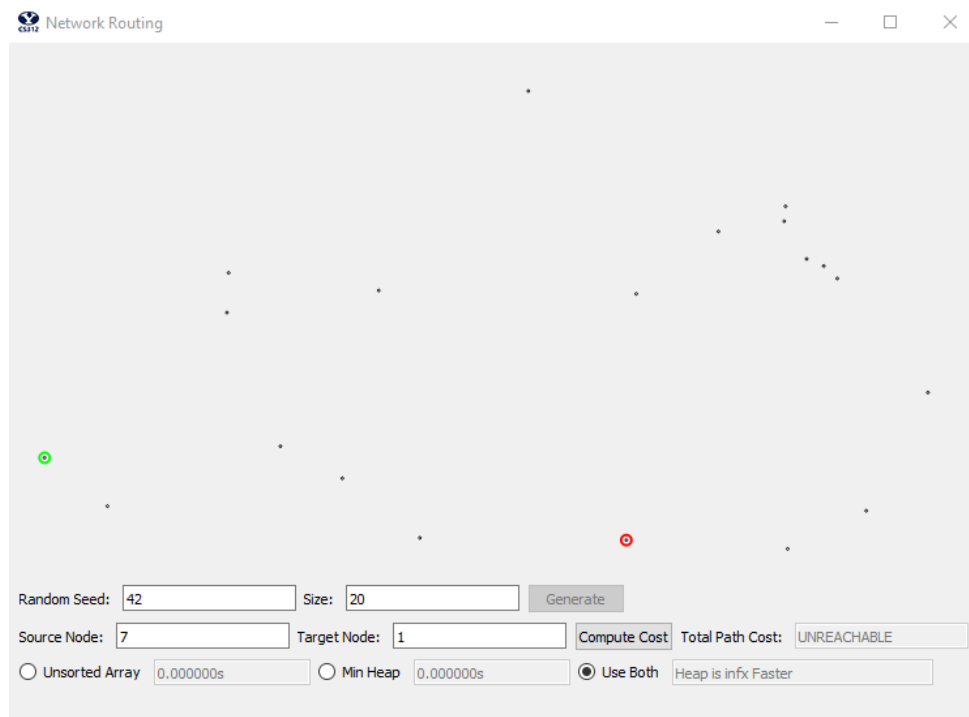 Y CS312 Network Routing
Random Seed: 42 Size: 20 Generate
Source Node: 7 Target Node: 1 Compute Cost Total Path Cost: UNREACHABLE
Unsorted Array 0.000000s Min Heap 0.000000s Use Both Heap is infx Faster